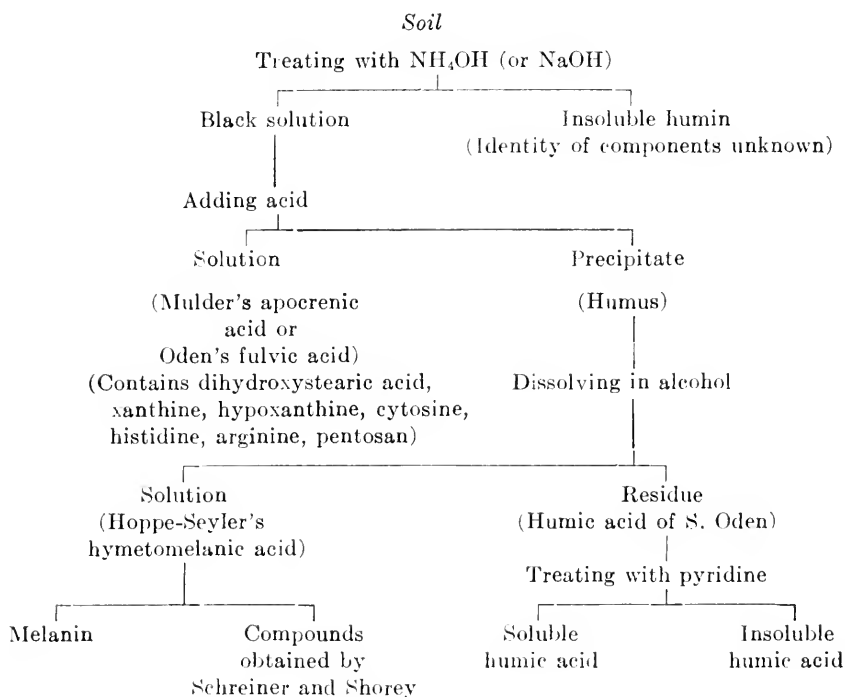 Soil
Treating with NH₄OH (or NaOH)
Black solution
Insoluble humin
(Identity of components unknown)
Adding acid
Solution
Precipitate
(Mulder's apocrenic
acid or
Oden's fulvic acid)
(Contains dihydroxystearic acid,
xanthine, hypoxanthine, cytosine,
histidine, arginine, pentosan)
(Humus)
Dissolving in alcohol
Solution
(Hoppe-Seyler's
hymetomelanic acid)
Residue
(Humic acid of S. Oden)
Treating with pyridine
Melanin
Compounds
obtained by
Schreiner and Shorey
Soluble
humic acid
Insoluble
humic acid